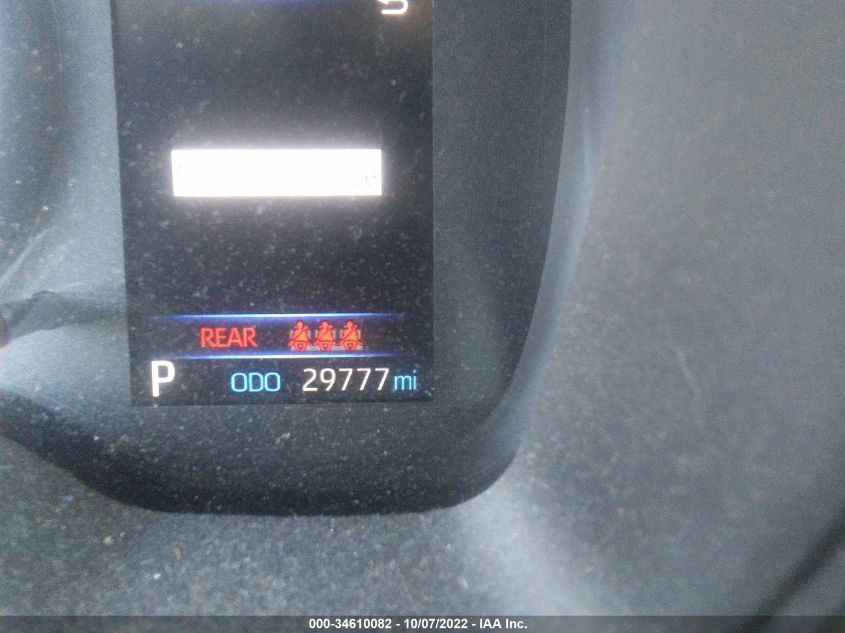 REAR
P ODO 29777 mi
000-34610082 - 10/07/2022 - IAA Inc.